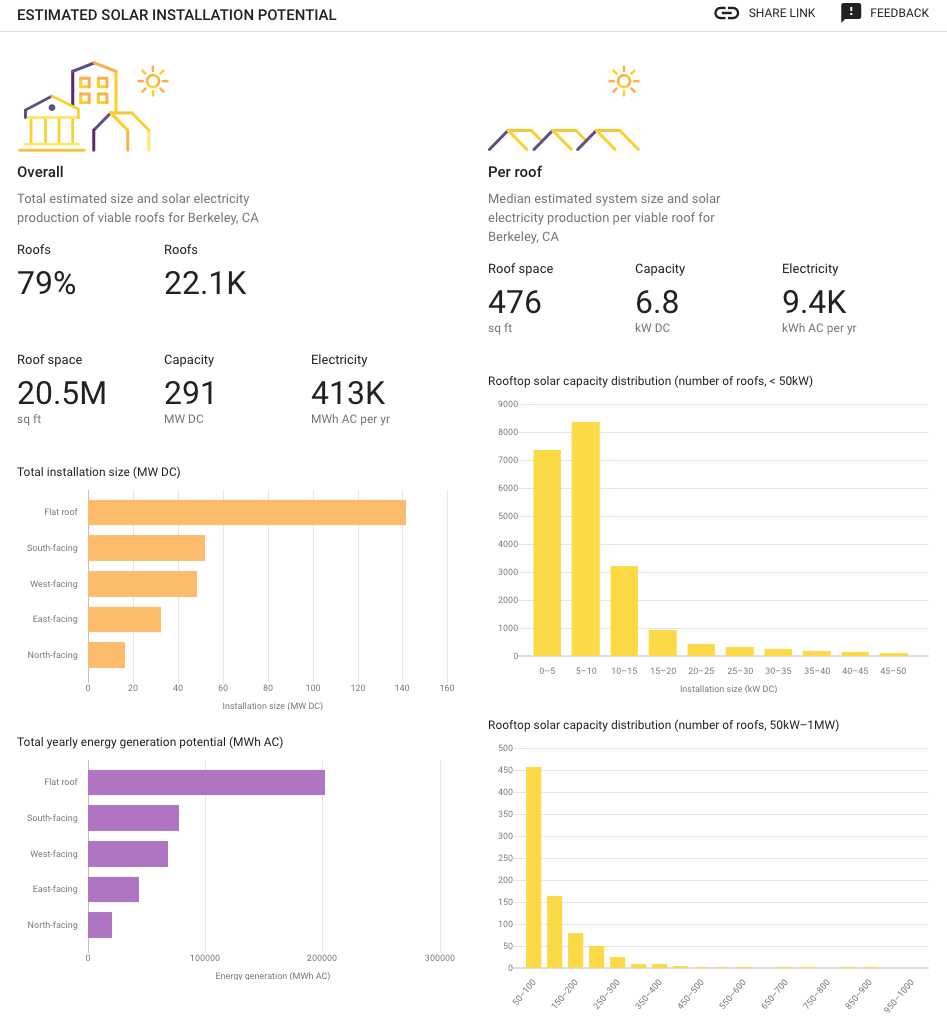 ESTIMATED SOLAR INSTALLATION POTENTIAL
SHARE LINK
FEEDBACK
Overall
Total estimated size and solar electricity
production of viable roofs for Berkeley, CA
Roofs
79%
Roofs
22.1K
Roof space
20.5M
sq ft
Capacity
291
MW DC
Electricity
413K
MWh AC per yr
Total installation size (MW DC)
Flat roof
South-facing
West-facing
East-facing
North-facing
0 20 40 60 80 100 120 140 160
Installation size (MW DC)
Total yearly energy generation potential (MWh AC)
Flat roof
South-facing
West-facing
East-facing
North-facing
0 100000 200000 300000
Energy generation (MWh AC)
Per roof
Median estimated system size and solar
electricity production per viable roof for
Berkeley, CA
Roof space
476
sq ft
Capacity
6.8
kW DC
Electricity
9.4K
kWh AC per yr
Rooftop solar capacity distribution (number of roofs, < 50kW)
9000
8000
7000
6000
5000
4000
3000
2000
1000
0
0–5 5–10 10–15 15–20 20–25 25–30 30–35 35–40 40–45 45–50
Installation size (kW DC)
Rooftop solar capacity distribution (number of roofs, 50kW–1MW)
500
450
400
350
300
250
200
150
100
50
0
50–100 150–200 250–300 350–400 450–500 550–600 650–700 750–800 850–900 950–1000